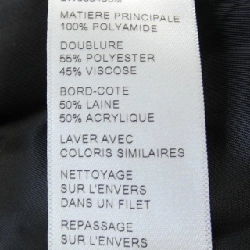 MATIERE PRINCIPALE
100% POLYAMIDE
DOUBLURE
55% POLYESTER
45% VISCOSE
BORD-COTE
50% LAINE
50% ACRYLIQUE
LAVER AVEC
COLORIS SIMILAIRES
NETTOYAGE
SUR L'ENVERS
DANS UN FILET
REPASSAGE
SUR L'ENVERS